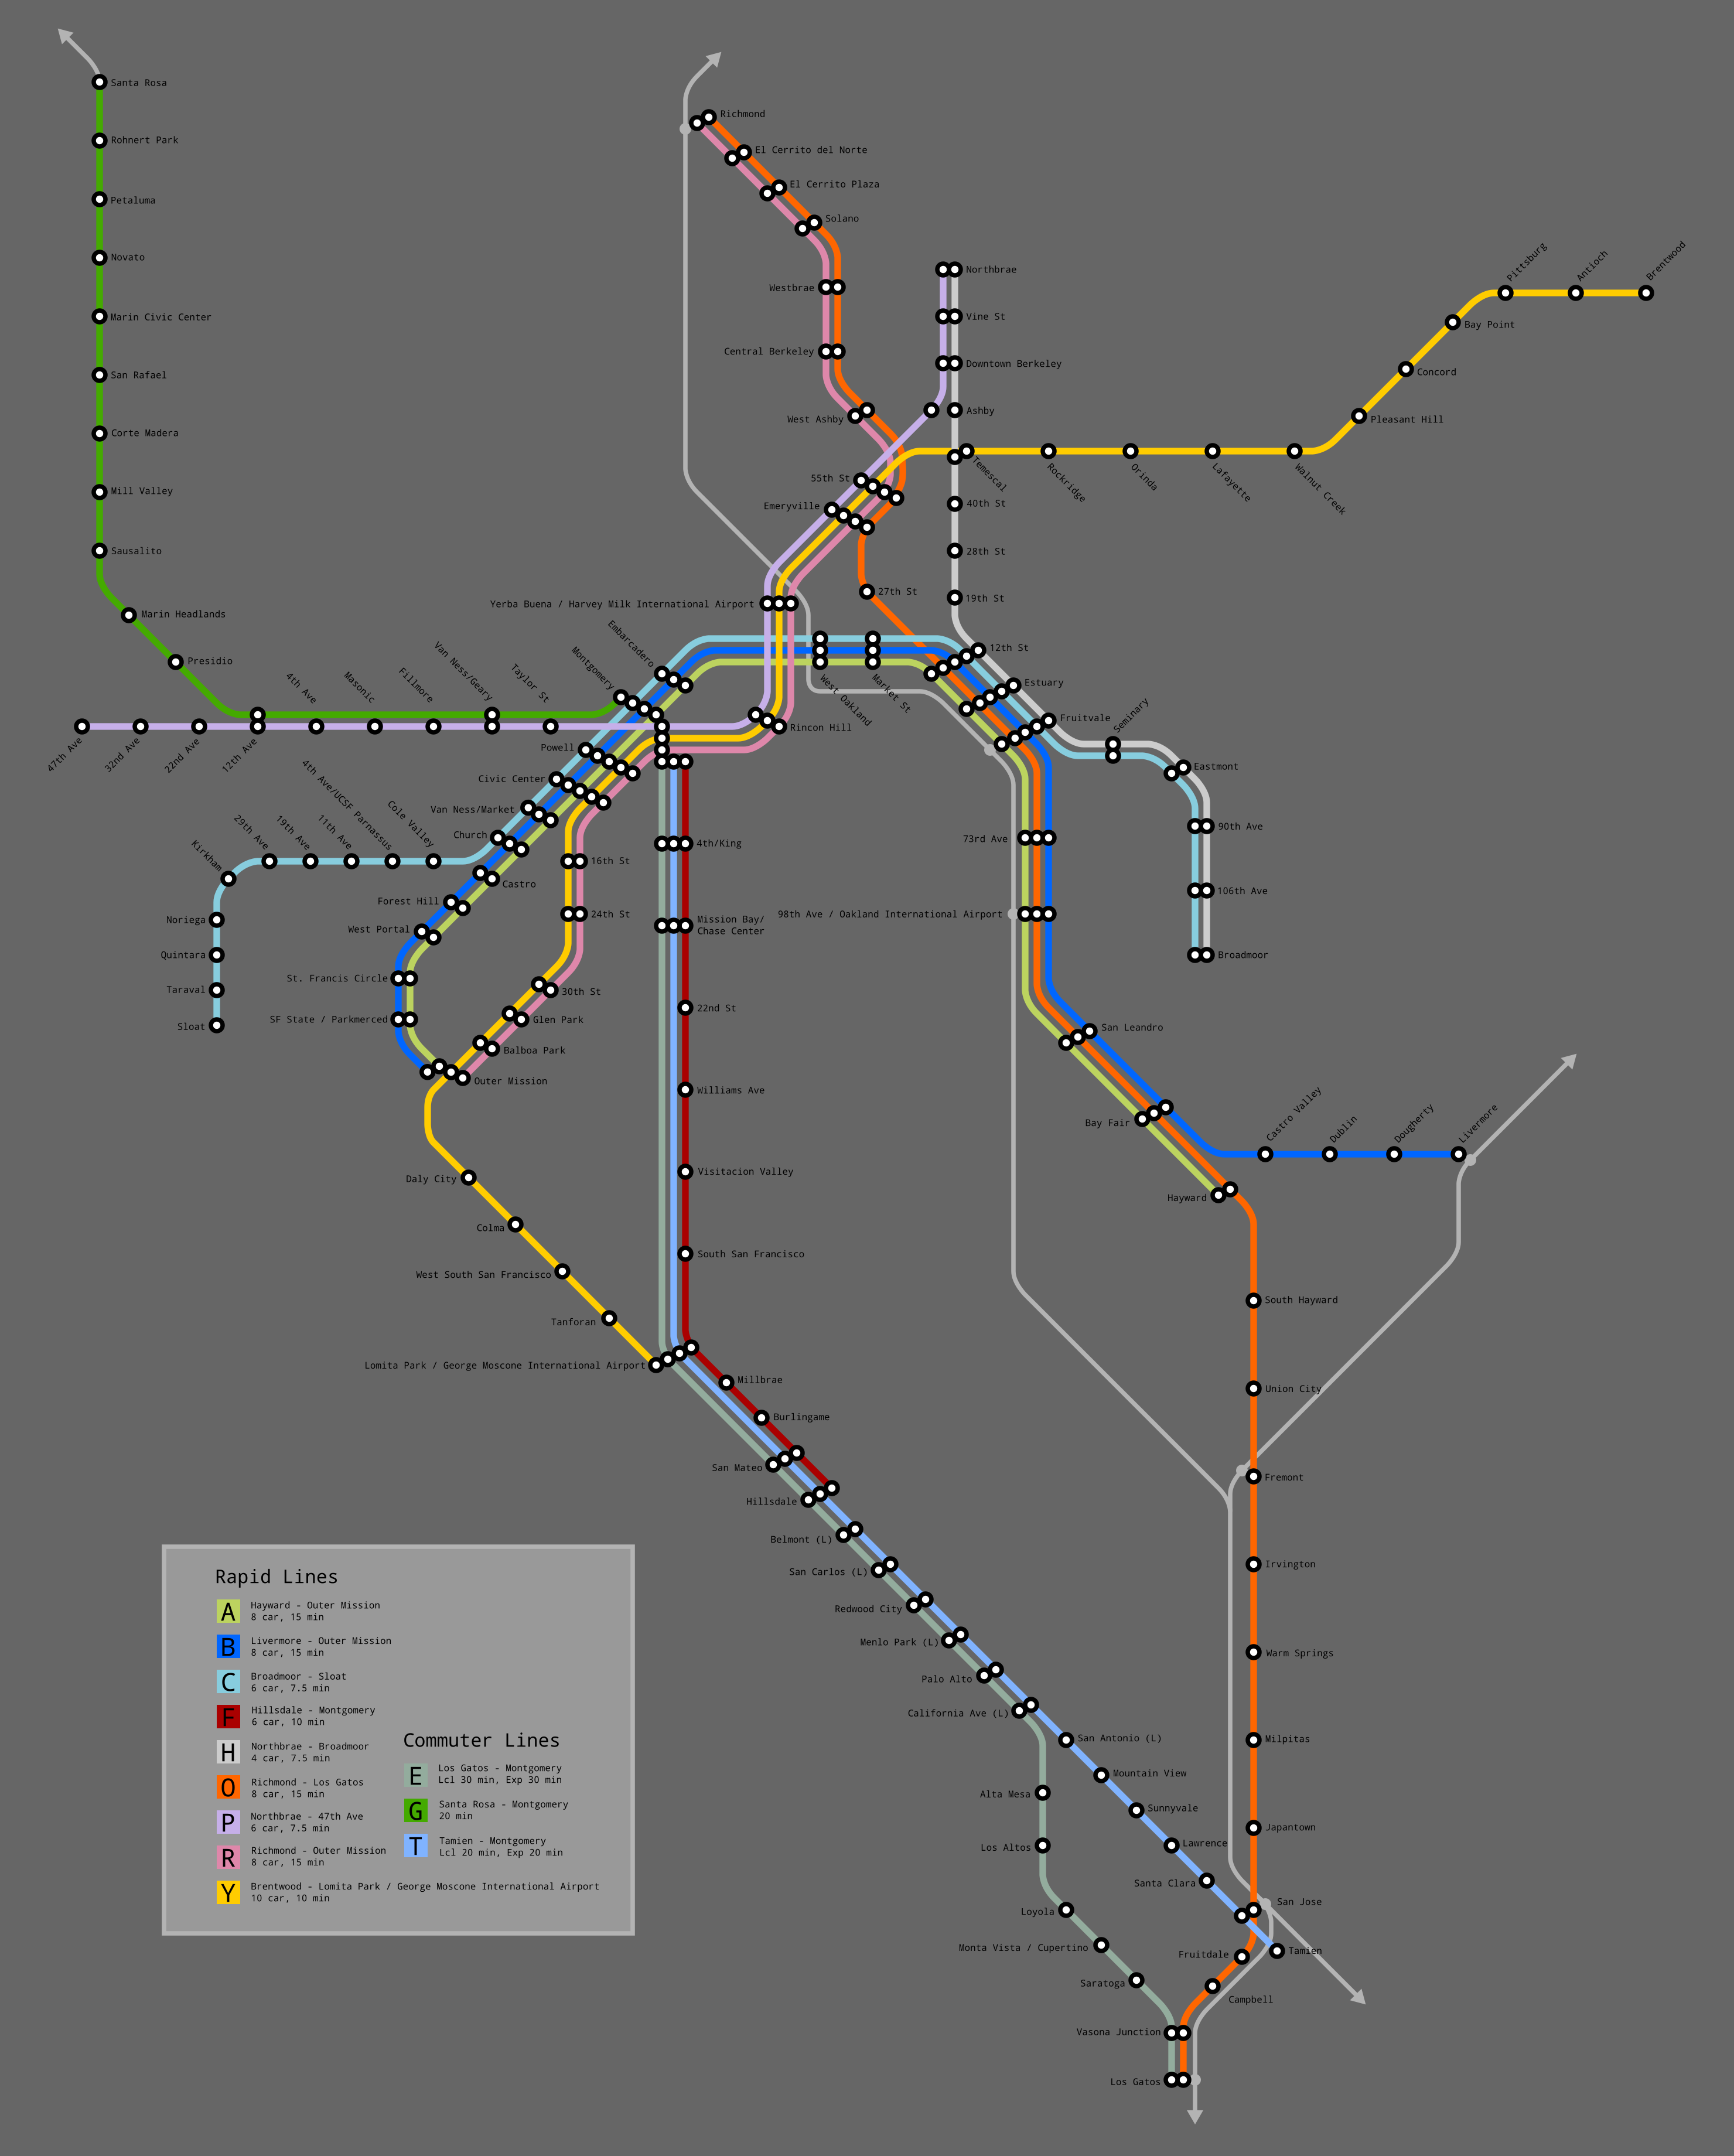 Santa Rosa
Rohnert Park
Petaluma
Novato
Marin Civic Center
San Rafael
Corte Madera
Mill Valley
Sausalito
Marin Headlands
Presidio
Richmond
El Cerrito del Norte
El Cerrito Plaza
Solano
Westbrae
Central Berkeley
West Ashby
55th St
Emeryville
27th St
Northbrae
Vine St
Downtown Berkeley
Ashby
Temescal
40th St
28th St
19th St
12th St
Estuary
Fruitvale
Seminary
Eastmont
90th Ave
106th Ave
Broadmoor
Rockridge
Orinda
Lafayette
Walnut Creek
Pleasant Hill
Concord
Bay Point
Pittsburg
Antioch
Brentwood
Yerba Buena / Harvey Milk International Airport
Embarcadero
Montgomery
West Oakland
Market St
Rincon Hill
47th Ave
32nd Ave
22nd Ave
12th Ave
4th Ave
Masonic
Fillmore
Van Ness/Geary
Taylor St
Powell
Civic Center
Van Ness/Market
Church
Castro
Forest Hill
West Portal
St. Francis Circle
SF State / Parkmerced
Kirkham
29th Ave
19th Ave
11th Ave
4th Ave/UCSF Parnassus
Cole Valley
Noriega
Quintara
Taraval
Sloat
16th St
24th St
30th St
Glen Park
Balboa Park
Outer Mission
Daly City
Colma
West South San Francisco
Tanforan
Lomita Park / George Moscone International Airport
4th/King
Mission Bay/
Chase Center
22nd St
Williams Ave
Visitacion Valley
South San Francisco
Millbrae
Burlingame
San Mateo
Hillsdale
Belmont (L)
San Carlos (L)
Redwood City
Menlo Park (L)
Palo Alto
California Ave (L)
San Antonio (L)
Mountain View
Sunnyvale
Lawrence
Santa Clara
San Jose
Tamien
Alta Mesa
Los Altos
Loyola
Monta Vista / Cupertino
Saratoga
Vasona Junction
Los Gatos
73rd Ave
98th Ave / Oakland International Airport
San Leandro
Bay Fair
Hayward
Castro Valley
Dublin
Dougherty
Livermore
South Hayward
Union City
Fremont
Irvington
Warm Springs
Milpitas
Japantown
Fruitdale
Campbell
Rapid Lines
A Hayward - Outer Mission
8 car, 15 min
B Livermore - Outer Mission
8 car, 15 min
C Broadmoor - Sloat
6 car, 7.5 min
F Hillsdale - Montgomery
6 car, 10 min
H Northbrae - Broadmoor
4 car, 7.5 min
O Richmond - Los Gatos
8 car, 15 min
P Northbrae - 47th Ave
6 car, 7.5 min
R Richmond - Outer Mission
8 car, 15 min
Y Brentwood - Lomita Park / George Moscone International Airport
10 car, 10 min
Commuter Lines
E Los Gatos - Montgomery
Lcl 30 min, Exp 30 min
G Santa Rosa - Montgomery
20 min
T Tamien - Montgomery
Lcl 20 min, Exp 20 min